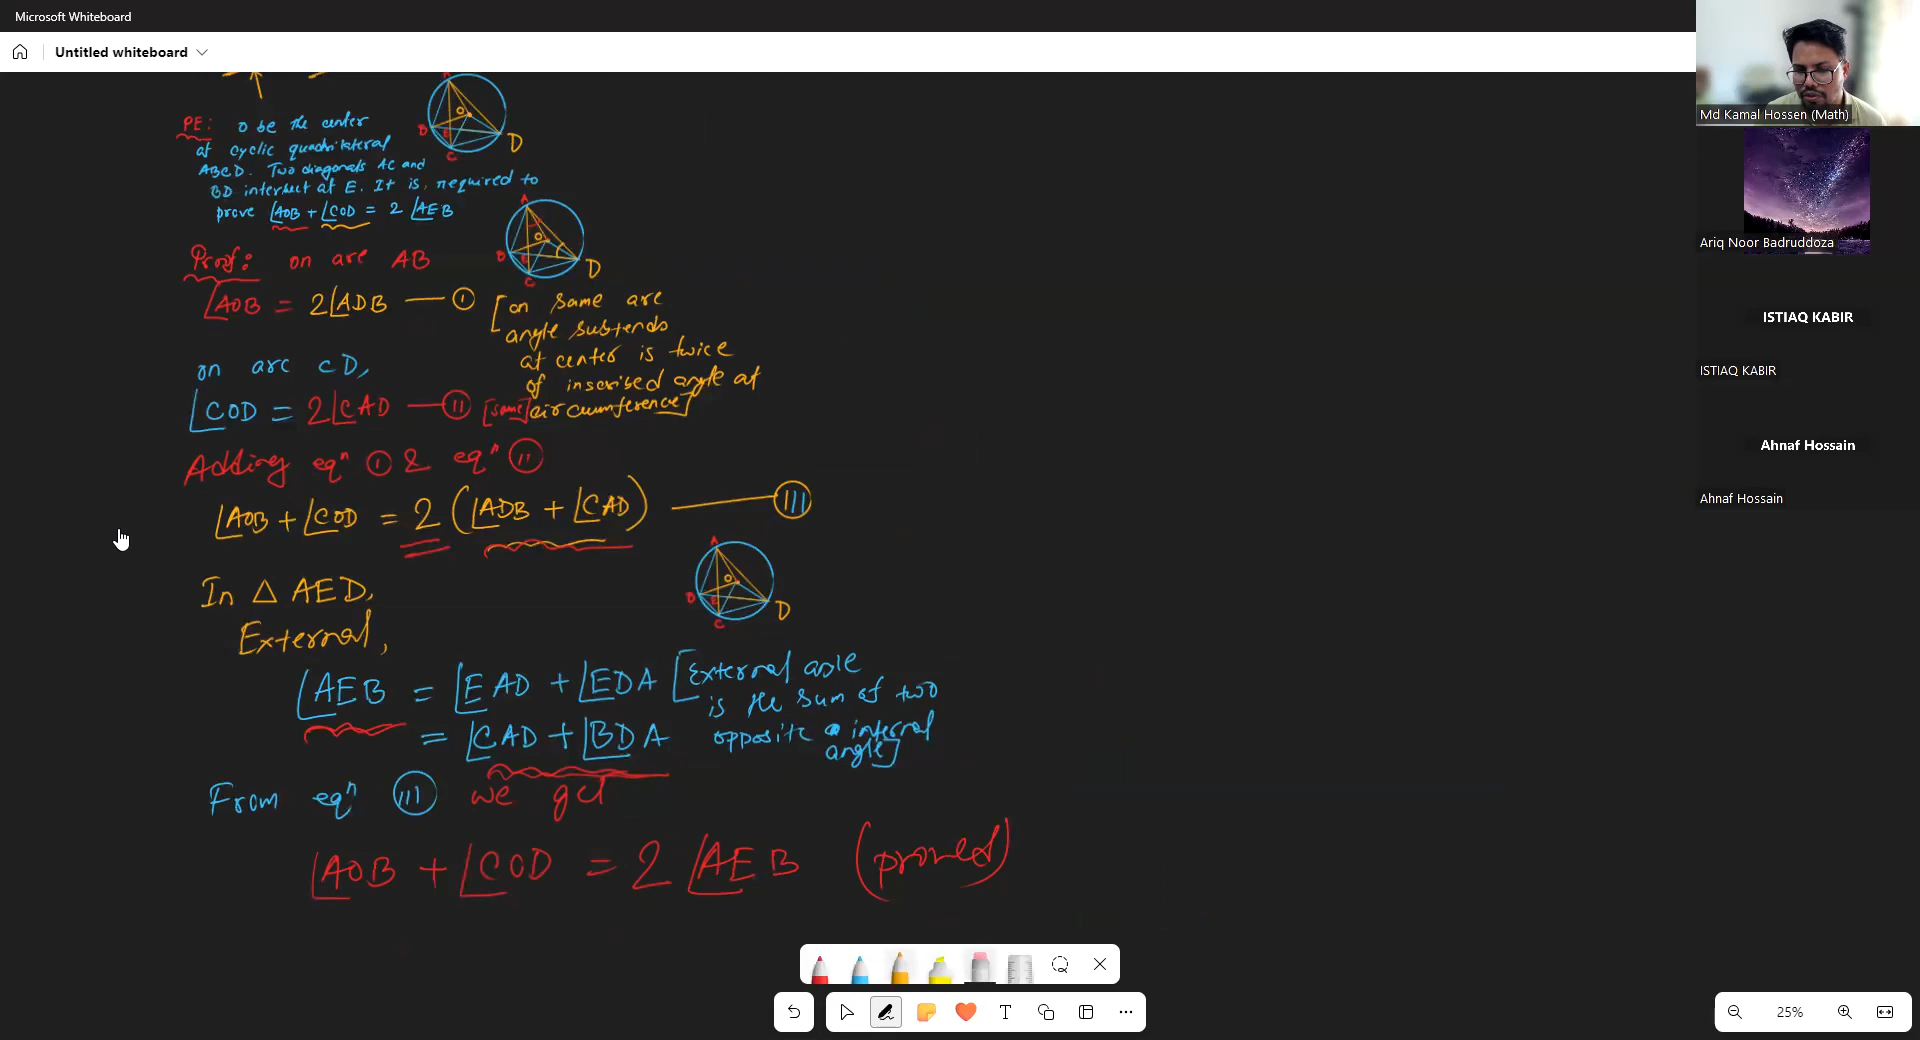 Microsoft Whiteboard
Untitled whiteboard
PE: O be the center
of cyclic quadrilateral
ABCD. Two diagonals AC and
BD intersect at E. It is required to
prove ∠AOB + ∠COD = 2 ∠AEB
A
O
B
E
C
D
A
O
B
E
C
D
Proof: on arc AB
∠AOB = 2∠ADB — (i)
[on same arc
angle subtends
at center is twice
of inscribed angle at
circumference]
on arc CD,
∠COD = 2∠CAD — (ii) [same]
Adding eqⁿ (i) & eqⁿ (ii)
∠AOB + ∠COD = 2 (∠ADB + ∠CAD) — (iii)
A
O
B
E
C
D
In △ AED,
External,
∠AEB = ∠EAD + ∠EDA [External angle
is the sum of two
= ∠CAD + ∠BDA opposite internal
angle]
From eqⁿ (iii) we get
∠AOB + ∠COD = 2 ∠AEB (proved)
Md Kamal Hossen (Math)
Ariq Noor Badruddoza
ISTIAQ KABIR
ISTIAQ KABIR
Ahnaf Hossain
Ahnaf Hossain
T
25%